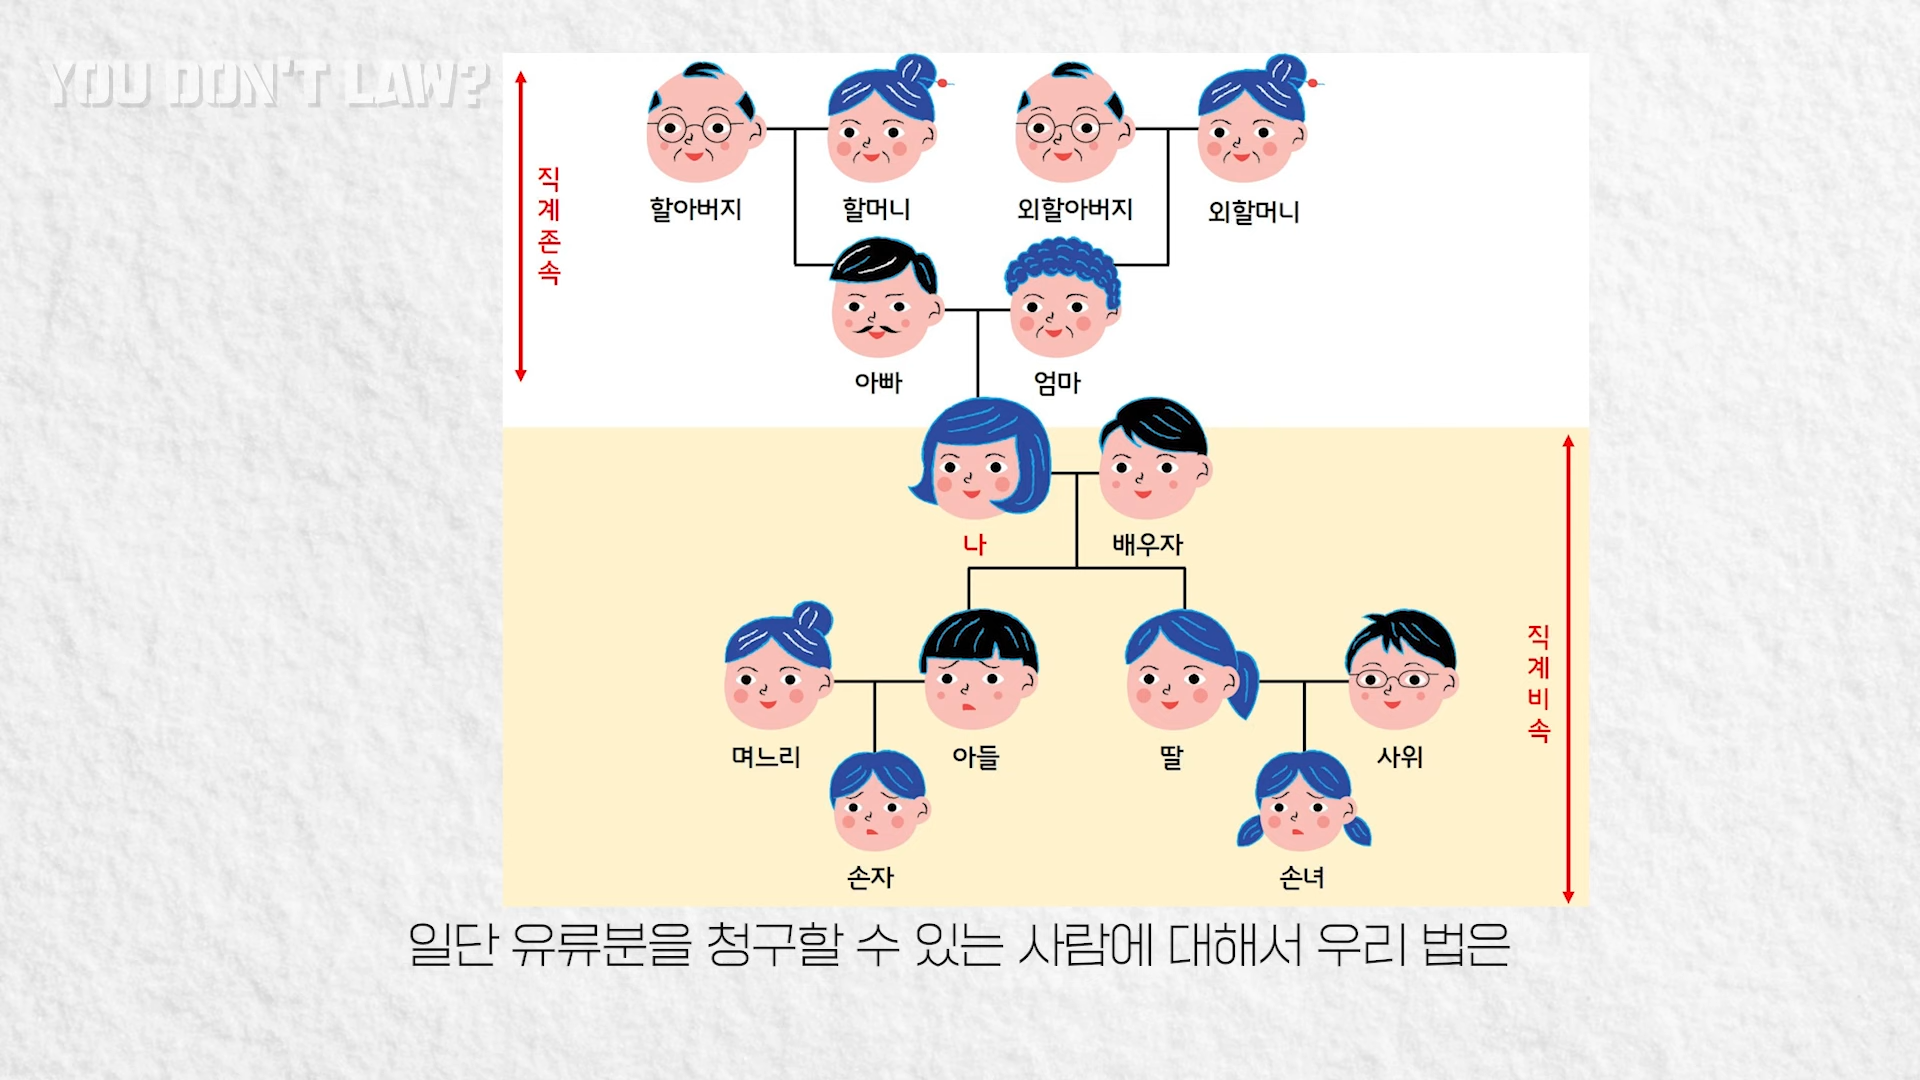 YOU DON'T LAW?
직계존속
할아버지
할머니
외할아버지
외할머니
아빠
엄마
나
배우자
직계비속
며느리
아들
딸
사위
손자
손녀
일단 유류분을 청구할 수 있는 사람에 대해서 우리 법은